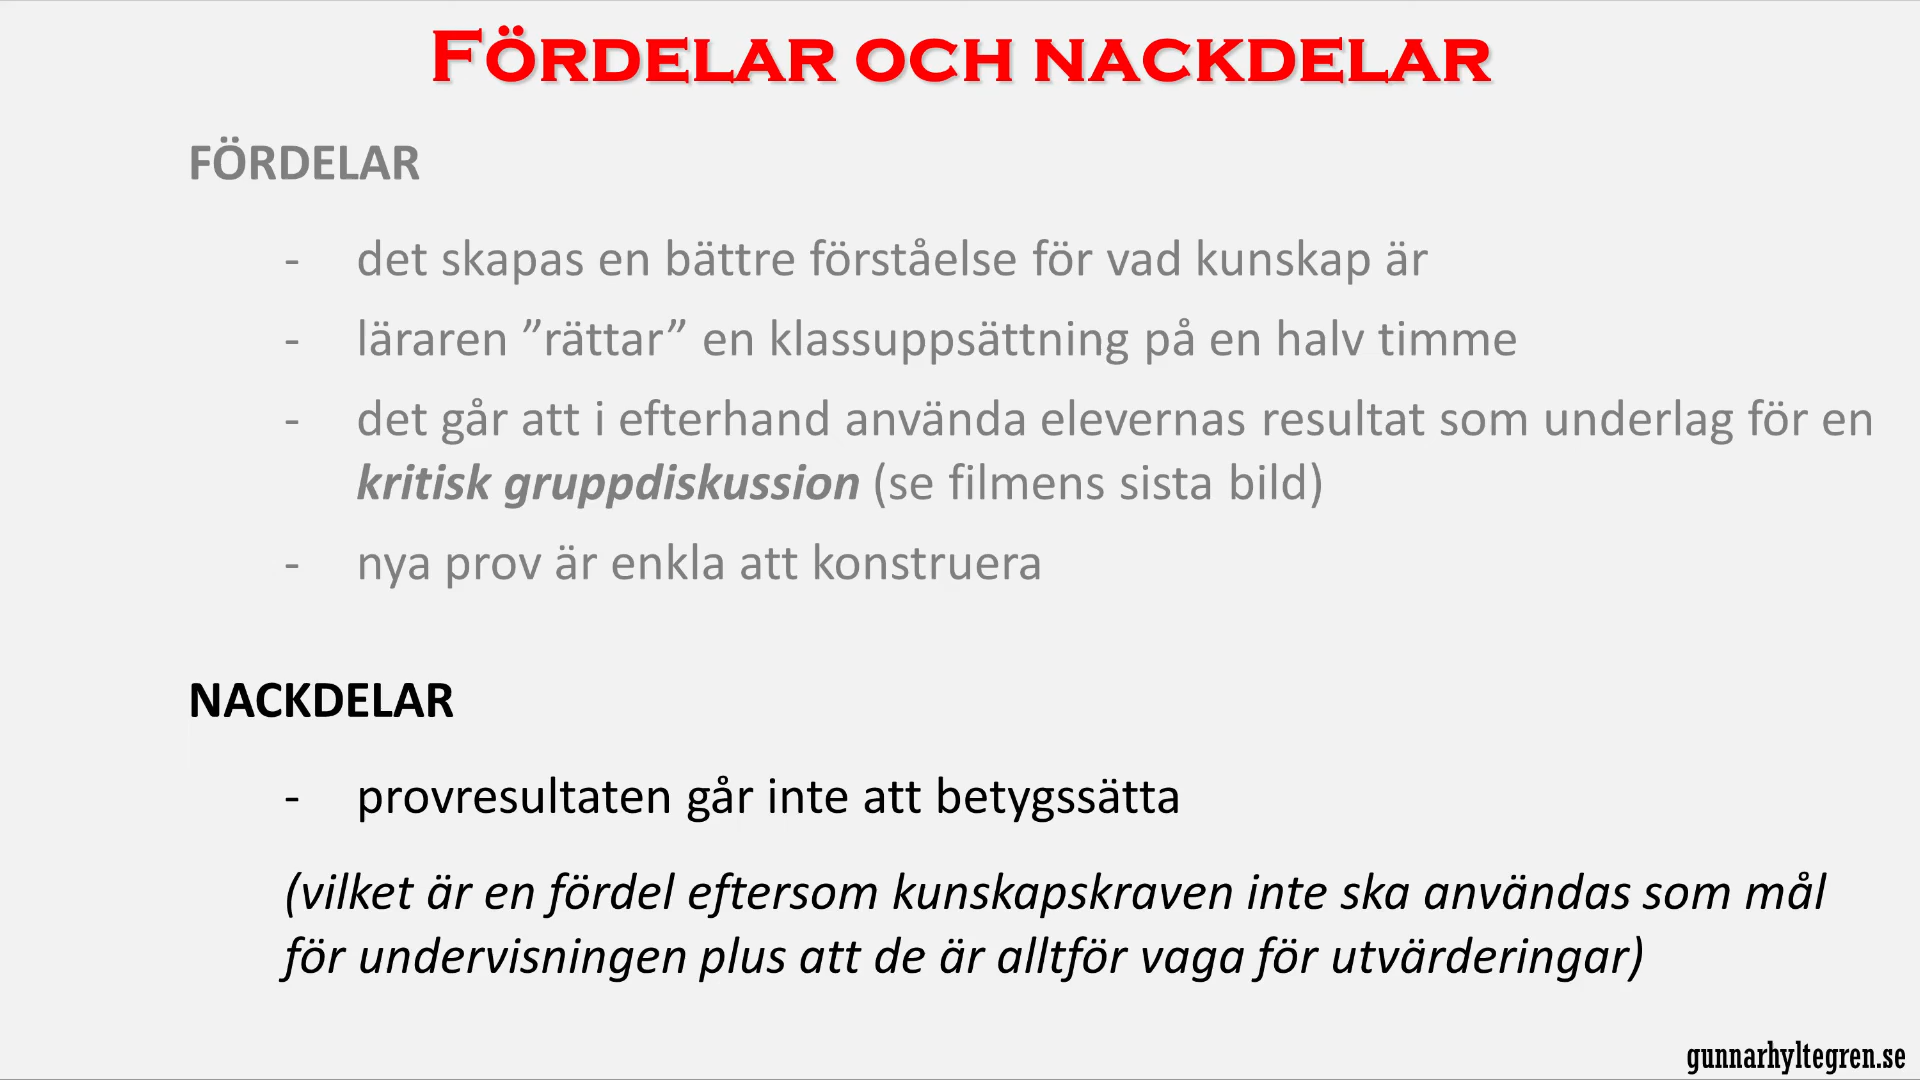 FÖRDELAR OCH NACKDELAR
FÖRDELAR
- det skapas en bättre förståelse för vad kunskap är
- läraren ”rättar” en klassuppsättning på en halv timme
- det går att i efterhand använda elevernas resultat som underlag för en
kritisk gruppdiskussion (se filmens sista bild)
- nya prov är enkla att konstruera
NACKDELAR
- provresultaten går inte att betygssätta
(vilket är en fördel eftersom kunskapskraven inte ska användas som mål
för undervisningen plus att de är alltför vaga för utvärderingar)
gunnarhyltegren.se